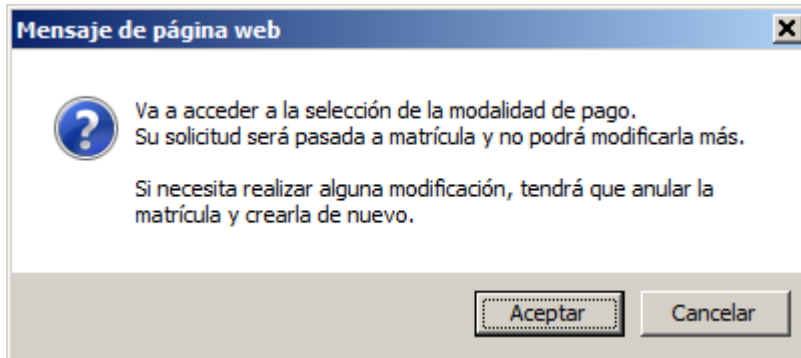 Mensaje de página web
Va a acceder a la selección de la modalidad de pago.
Su solicitud será pasada a matrícula y no podrá modificarla más.
Si necesita realizar alguna modificación, tendrá que anular la
matrícula y crearla de nuevo.
Aceptar
Cancelar